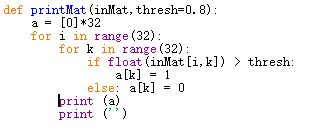 def printMat(inMat,thresh=0.8):
    a = [0]*32
    for i in range(32):
        for k in range(32):
            if float(inMat[i,k]) > thresh:
                a[k] = 1
            else: a[k] = 0
        print (a)
        print ('')